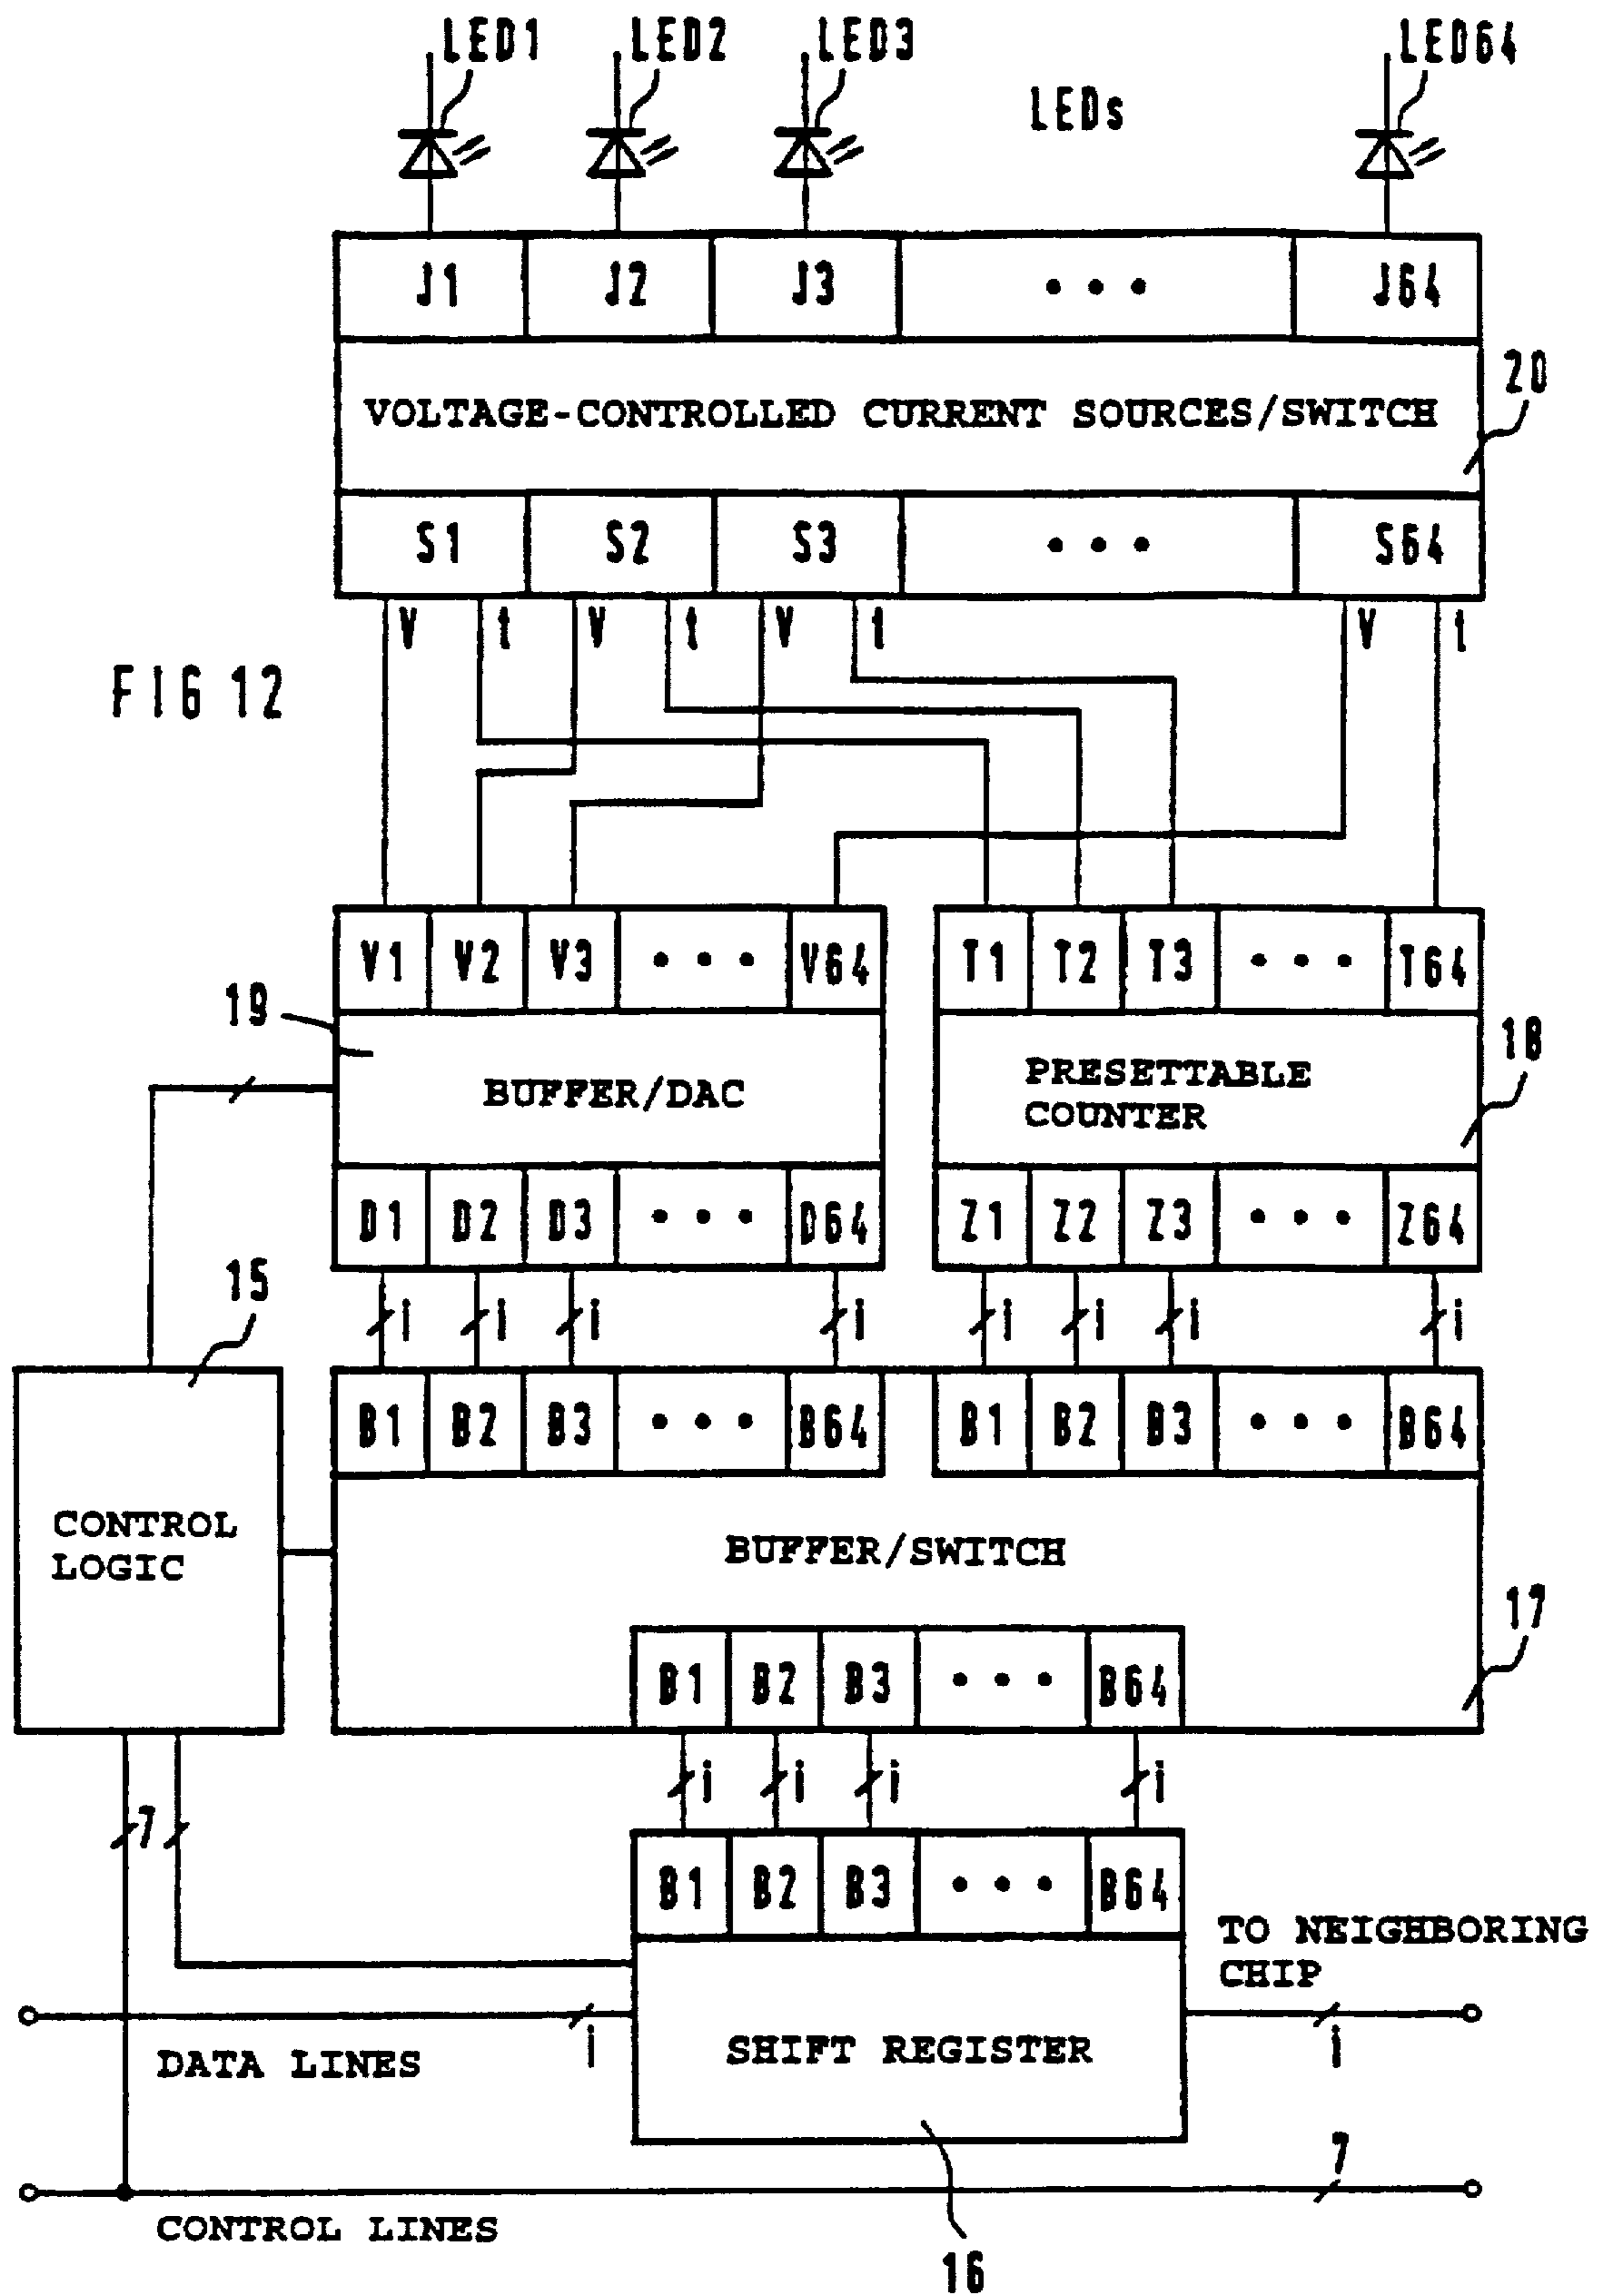 LED1 LED2 LED3 LED64
LEDs
J1 J2 J3 • • • J64
20
VOLTAGE-CONTROLLED CURRENT SOURCES/SWITCH
S1 S2 S3 • • • S64
V t V t V t V t
FIG 12
V1 V2 V3 • • • V64 T1 T2 T3 • • • T64
19
18
BUFFER/DAC
PRESETTABLE
COUNTER
D1 D2 D3 • • • D64 Z1 Z2 Z3 • • • Z64
15
i i i i i i i i
B1 B2 B3 • • • B64 B1 B2 B3 • • • B64
CONTROL
LOGIC
BUFFER/SWITCH
17
B1 B2 B3 • • • B64
i i i i
7
B1 B2 B3 • • • B64
TO NEIGHBORING
CHIP
SHIFT REGISTER
i i
DATA LINES
7
CONTROL LINES
16